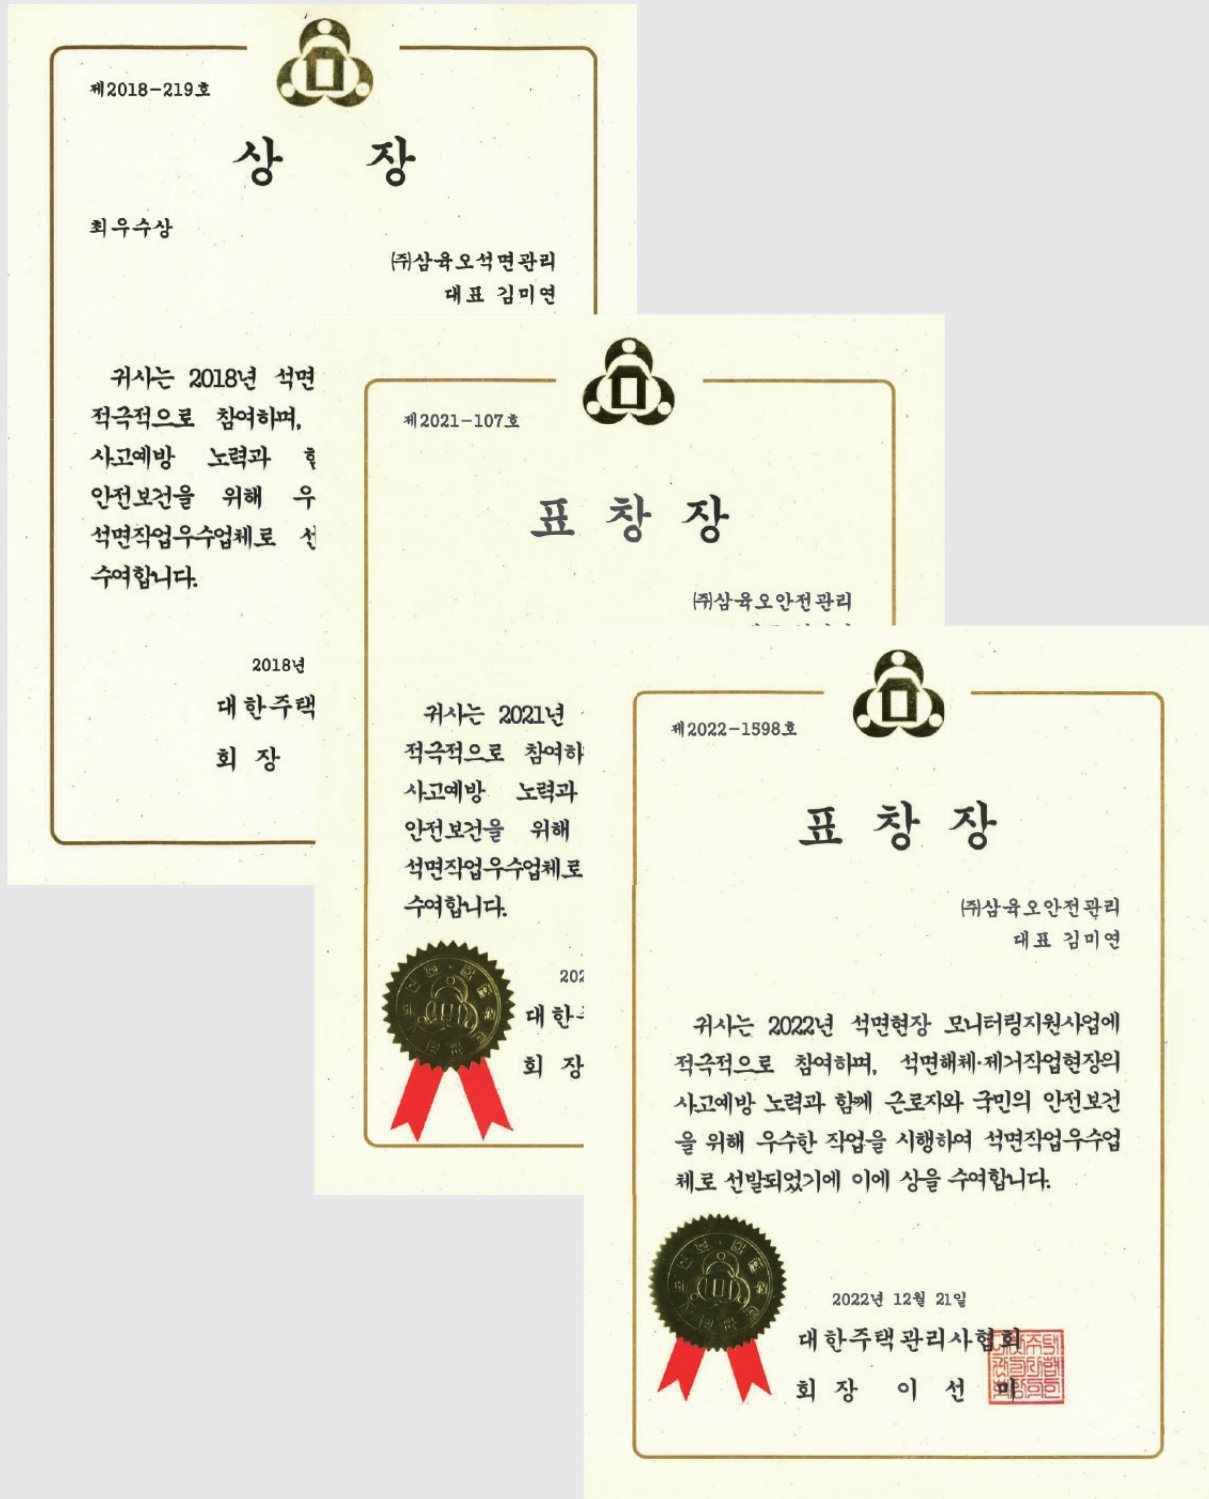 제2018-219호
상 장
최우수상
㈜삼육오석면관리
대표 김미연
귀사는 2018년 석면
적극적으로 참여하며,
사고예방 노력과
안전보건을 위해 우
석면작업우수업체로 선
수여합니다.
2018년
대한주택
회 장
제2021-107호
표 창 장
㈜삼육오안전관리
귀사는 2021년
적극적으로 참여하
사고예방 노력과
안전보건을 위해
석면작업우수업체로
수여합니다.
202
대한
회 장
제2022-1598호
표 창 장
㈜삼육오안전관리
대표 김미연
귀사는 2022년 석면현장 모니터링지원사업에
적극적으로 참여하며, 석면해체·제거작업현장의
사고예방 노력과 함께 근로자와 국민의 안전보건
을 위해 우수한 작업을 시행하여 석면작업우수업
체로 선발되었기에 이에 상을 수여합니다.
2022년 12월 21일
대한주택관리사협회
회 장 이 선 미